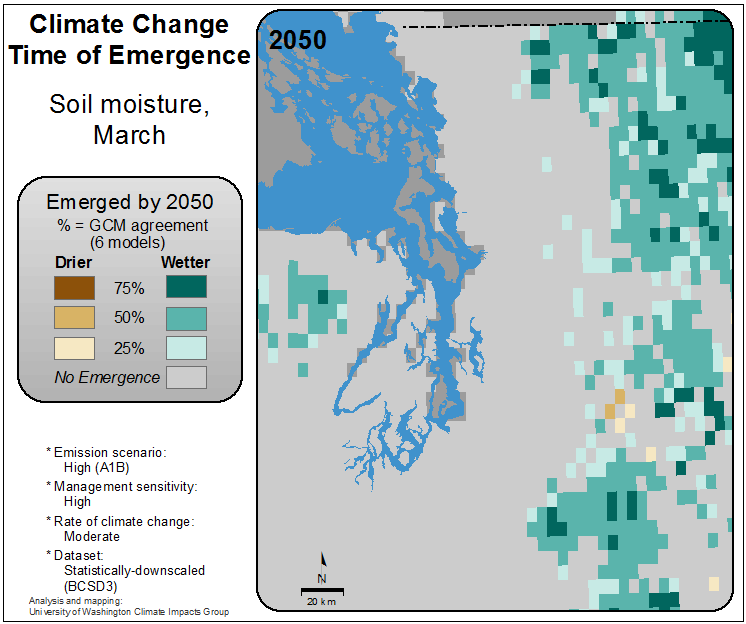 Climate Change
Time of Emergence
Soil moisture,
March
Emerged by 2050
% = GCM agreement
(6 models)
Drier Wetter
75%
50%
25%
No Emergence
* Emission scenario:
High (A1B)
* Management sensitivity:
High
* Rate of climate change:
Moderate
* Dataset:
Statistically-downscaled
(BCSD3)
Analysis and mapping:
University of Washington Climate Impacts Group
2050
N
20 km